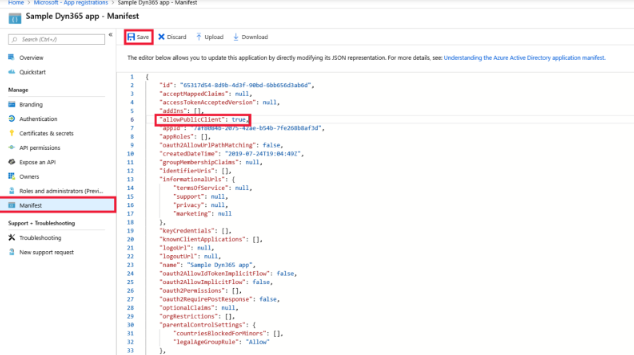 Home > Microsoft - App registrations > Sample Dyn365 app - Manifest
Sample Dyn365 app - Manifest
Search (Ctrl+/)
«
Save
Discard
Upload
Download
Overview
Quickstart
Manage
Branding
Authentication
Certificates & secrets
API permissions
Expose an API
Owners
Roles and administrators (Previ...
Manifest
Support + Troubleshooting
Troubleshooting
New support request
The editor below allows you to update this application by directly modifying its JSON representation. For more details, see: Understanding the Azure Active Directory application manifest.
1 {
2 "id":
3 "acceptMappedClaims": null,
4 "accessTokenAcceptedVersion": null,
5 "addIns": [],
6 "allowPublicClient": true,
7 "appId":
8 "appRoles": [],
9 "oauth2AllowUrlPathMatching": false,
10 "createdDateTime": "2019-07-24T19:04:49Z",
11 "groupMembershipClaims": null,
12 "identifierUris": [],
13 "informationalUrls": {
14 "termsOfService": null,
15 "support": null,
16 "privacy": null,
17 "marketing": null
18 },
19 "keyCredentials": [],
20 "knownClientApplications": [],
21 "logoUrl": null,
22 "logoutUrl": null,
23 "name": "Sample Dyn365 app",
24 "oauth2AllowIdTokenImplicitFlow": false,
25 "oauth2AllowImplicitFlow": false,
26 "oauth2Permissions": [],
27 "oauth2RequirePostResponse": false,
28 "optionalClaims": null,
29 "orgRestrictions": [],
30 "parentalControlSettings": {
31 "countriesBlockedForMinors": [],
32 "legalAgeGroupRule": "Allow"
33 },